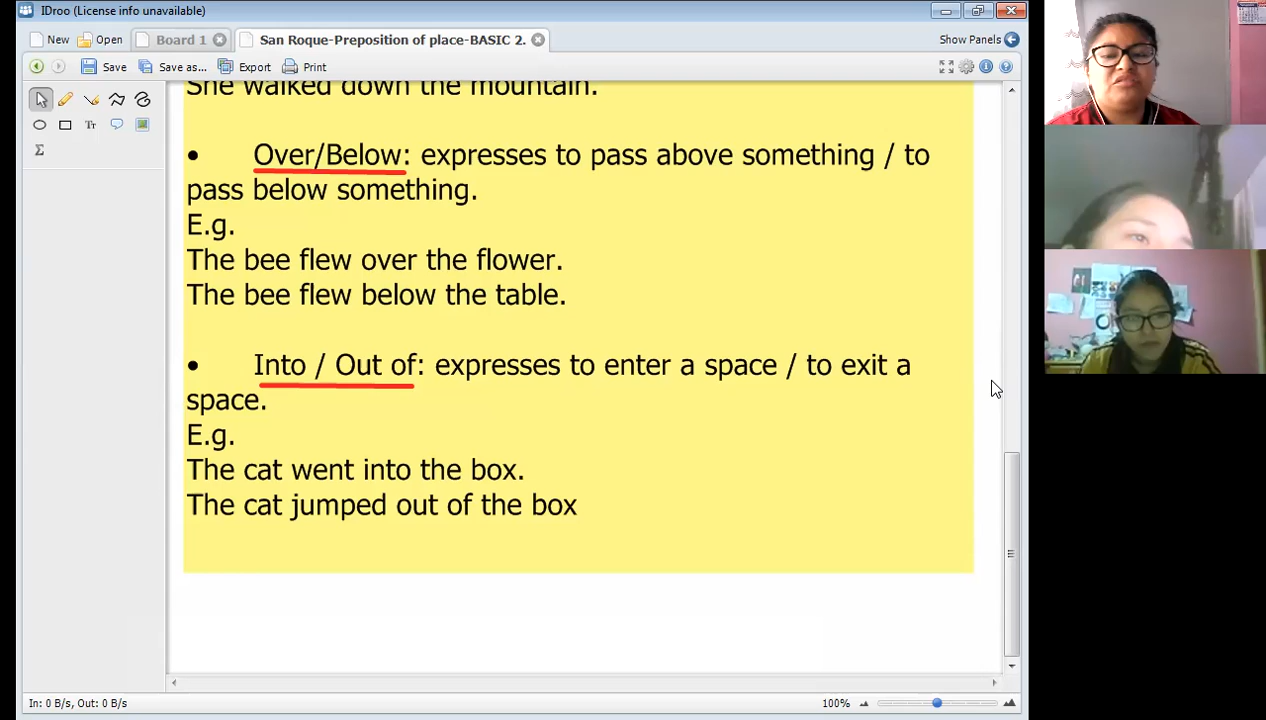 IDroo (License info unavailable)
New Open Board 1 San Roque-Preposition of place-BASIC 2. Show Panels
Save Save as... Export Print
She walked down the mountain.
• Over/Below: expresses to pass above something / to
pass below something.
E.g.
The bee flew over the flower.
The bee flew below the table.
• Into / Out of: expresses to enter a space / to exit a
space.
E.g.
The cat went into the box.
The cat jumped out of the box
Tr
Σ
In: 0 B/s, Out: 0 B/s 100%